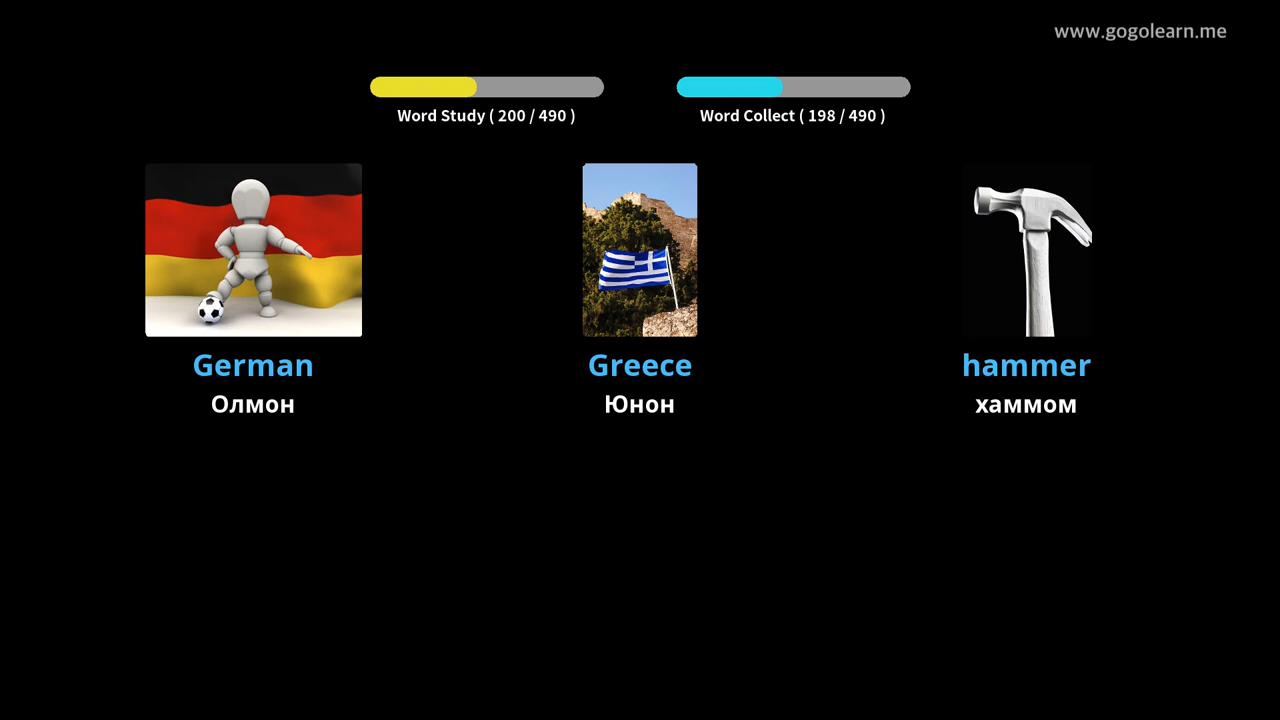 www.gogolearn.me
Word Study ( 200 / 490 )
Word Collect ( 198 / 490 )
German
Олмон
Greece
Юнон
hammer
хаммом